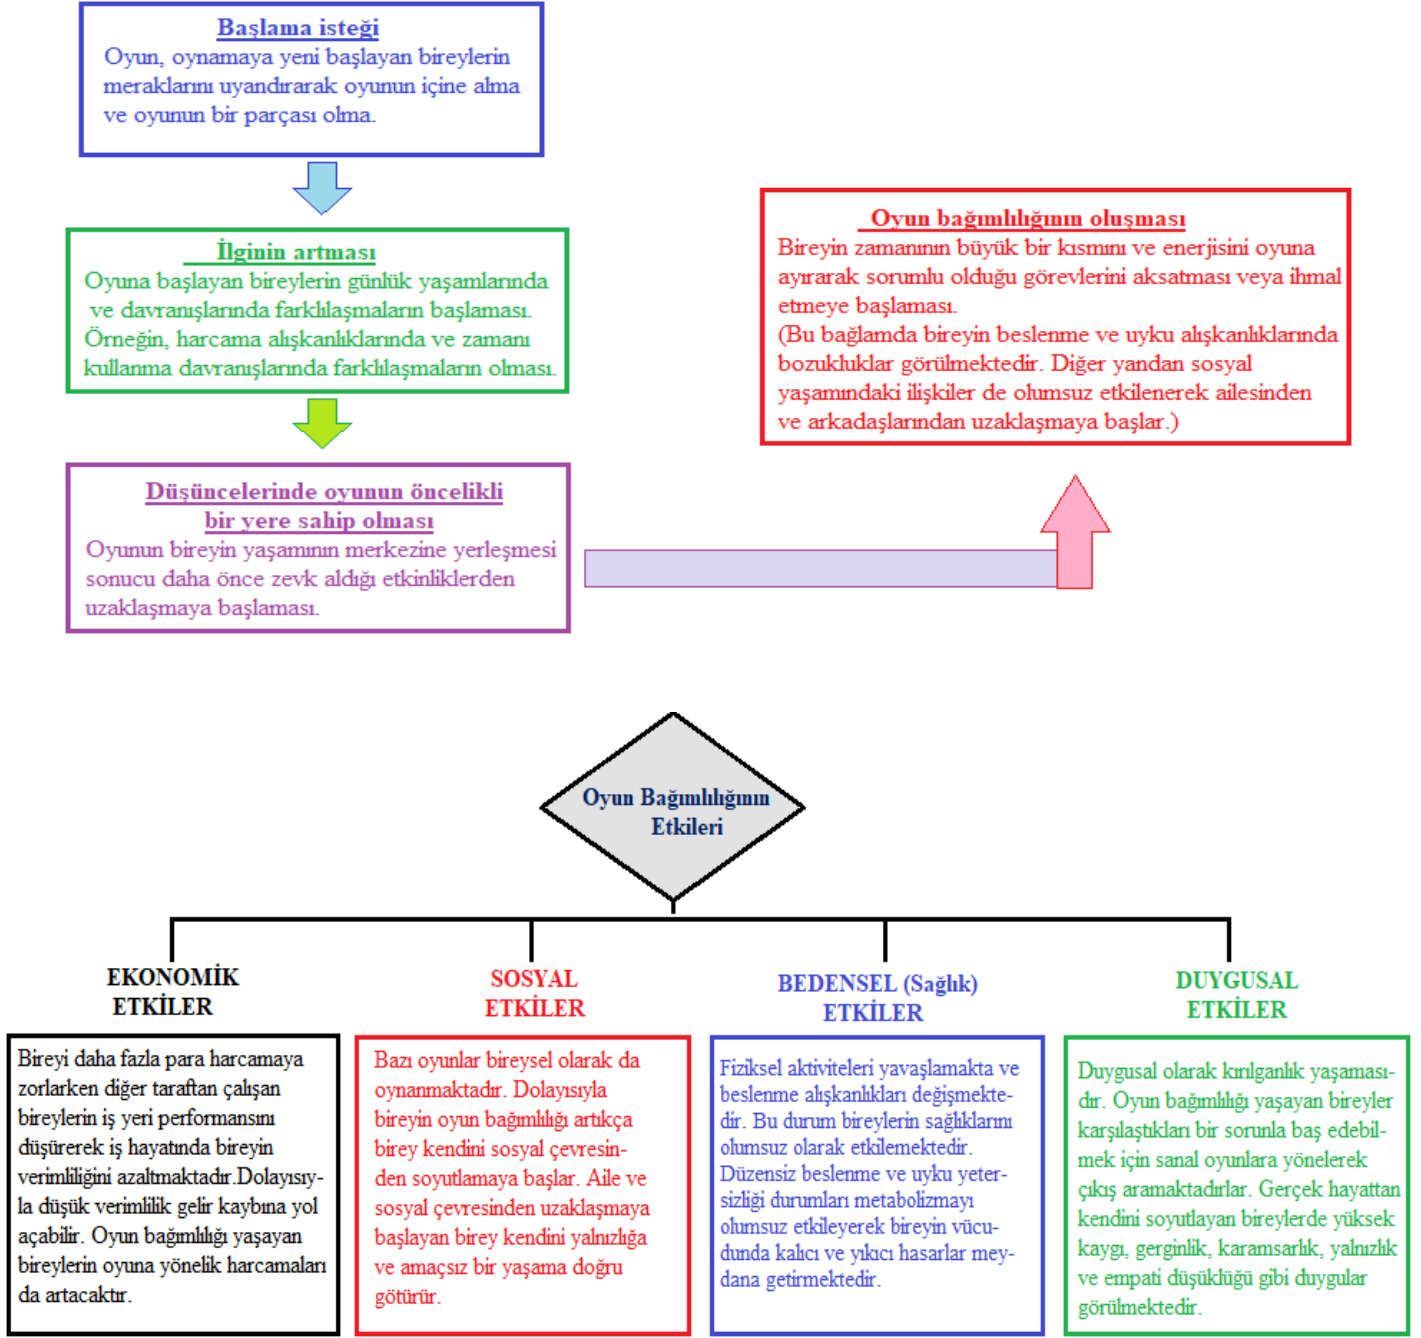 Başlama isteği
Oyun, oynamaya yeni başlayan bireylerin
meraklarını uyandırarak oyunun içine alma
ve oyunun bir parçası olma.
İlginin artması
Oyuna başlayan bireylerin günlük yaşamlarında
ve davranışlarında farklılaşmaların başlaması.
Örneğin, harcama alışkanlıklarında ve zamanı
kullanma davranışlarında farklılaşmaların olması.
Düşüncelerinde oyunun öncelikli
bir yere sahip olması
Oyunun bireyin yaşamının merkezine yerleşmesi
sonucu daha önce zevk aldığı etkinliklerden
uzaklaşmaya başlaması.
Oyun bağımlılığının oluşması
Bireyin zamanının büyük bir kısmını ve enerjisini oyuna
ayırarak sorumlu olduğu görevlerini aksatması veya ihmal
etmeye başlaması.
(Bu bağlamda bireyin beslenme ve uyku alışkanlıklarında
bozukluklar görülmektedir. Diğer yandan sosyal
yaşamındaki ilişkiler de olumsuz etkilenerek ailesinden
ve arkadaşlarından uzaklaşmaya başlar.)
Oyun Bağımlılığının
Etkileri
EKONOMİK
ETKİLER
Bireyi daha fazla para harcamaya
zorlarken diğer taraftan çalışan
bireylerin iş yeri performansını
düşürerek iş hayatında bireyin
verimliliğini azaltmaktadır.Dolayısıy-
la düşük verimlilik gelir kaybına yol
açabilir. Oyun bağımlılığı yaşayan
bireylerin oyuna yönelik harcamaları
da artacaktır.
SOSYAL
ETKİLER
Bazı oyunlar bireysel olarak da
oynanmaktadır. Dolayısıyla
bireyin oyun bağımlılığı artıkça
birey kendini sosyal çevresin-
den soyutlamaya başlar. Aile ve
sosyal çevresinden uzaklaşmaya
başlayan birey kendini yalnızlığa
ve amaçsız bir yaşama doğru
götürür.
BEDENSEL (Sağlık)
ETKİLER
Fiziksel aktiviteleri yavaşlamakta ve
beslenme alışkanlıkları değişmekte-
dir. Bu durum bireylerin sağlıklarını
olumsuz olarak etkilemektedir.
Düzensiz beslenme ve uyku yeter-
sizliği durumları metabolizmayı
olumsuz etkileyerek bireyin vücu-
dunda kalıcı ve yıkıcı hasarlar mey-
dana getirmektedir.
DUYGUSAL
ETKİLER
Duygusal olarak kırılganlık yaşaması-
dır. Oyun bağımlılığı yaşayan bireyler
karşılaştıkları bir sorunla baş edebil-
mek için sanal oyunlara yönelerek
çıkış aramaktadırlar. Gerçek hayattan
kendini soyutlayan bireylerde yüksek
kaygı, gerginlik, karamsarlık, yalnızlık
ve empati düşüklüğü gibi duygular
görülmektedir.